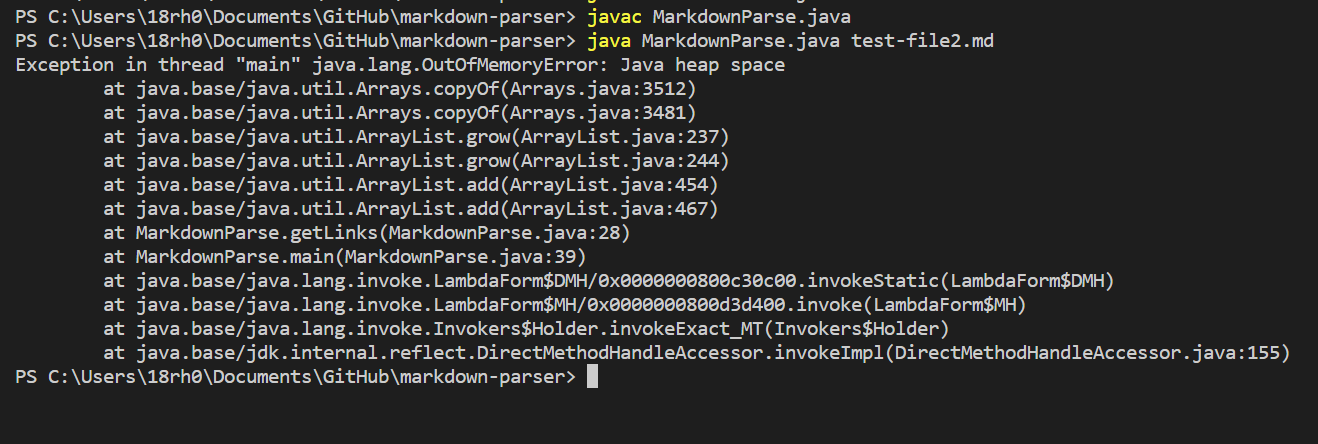 PS C:\Users\18rh0\Documents\GitHub\markdown-parser> javac MarkdownParse.java
PS C:\Users\18rh0\Documents\GitHub\markdown-parser> java MarkdownParse.java test-file2.md
Exception in thread "main" java.lang.OutOfMemoryError: Java heap space
        at java.base/java.util.Arrays.copyOf(Arrays.java:3512)
        at java.base/java.util.Arrays.copyOf(Arrays.java:3481)
        at java.base/java.util.ArrayList.grow(ArrayList.java:237)
        at java.base/java.util.ArrayList.grow(ArrayList.java:244)
        at java.base/java.util.ArrayList.add(ArrayList.java:454)
        at java.base/java.util.ArrayList.add(ArrayList.java:467)
        at MarkdownParse.getLinks(MarkdownParse.java:28)
        at MarkdownParse.main(MarkdownParse.java:39)
        at java.base/java.lang.invoke.LambdaForm$DMH/0x0000000800c30c00.invokeStatic(LambdaForm$DMH)
        at java.base/java.lang.invoke.LambdaForm$MH/0x0000000800d3d400.invoke(LambdaForm$MH)
        at java.base/java.lang.invoke.Invokers$Holder.invokeExact_MT(Invokers$Holder)
        at java.base/jdk.internal.reflect.DirectMethodHandleAccessor.invokeImpl(DirectMethodHandleAccessor.java:155)
PS C:\Users\18rh0\Documents\GitHub\markdown-parser>